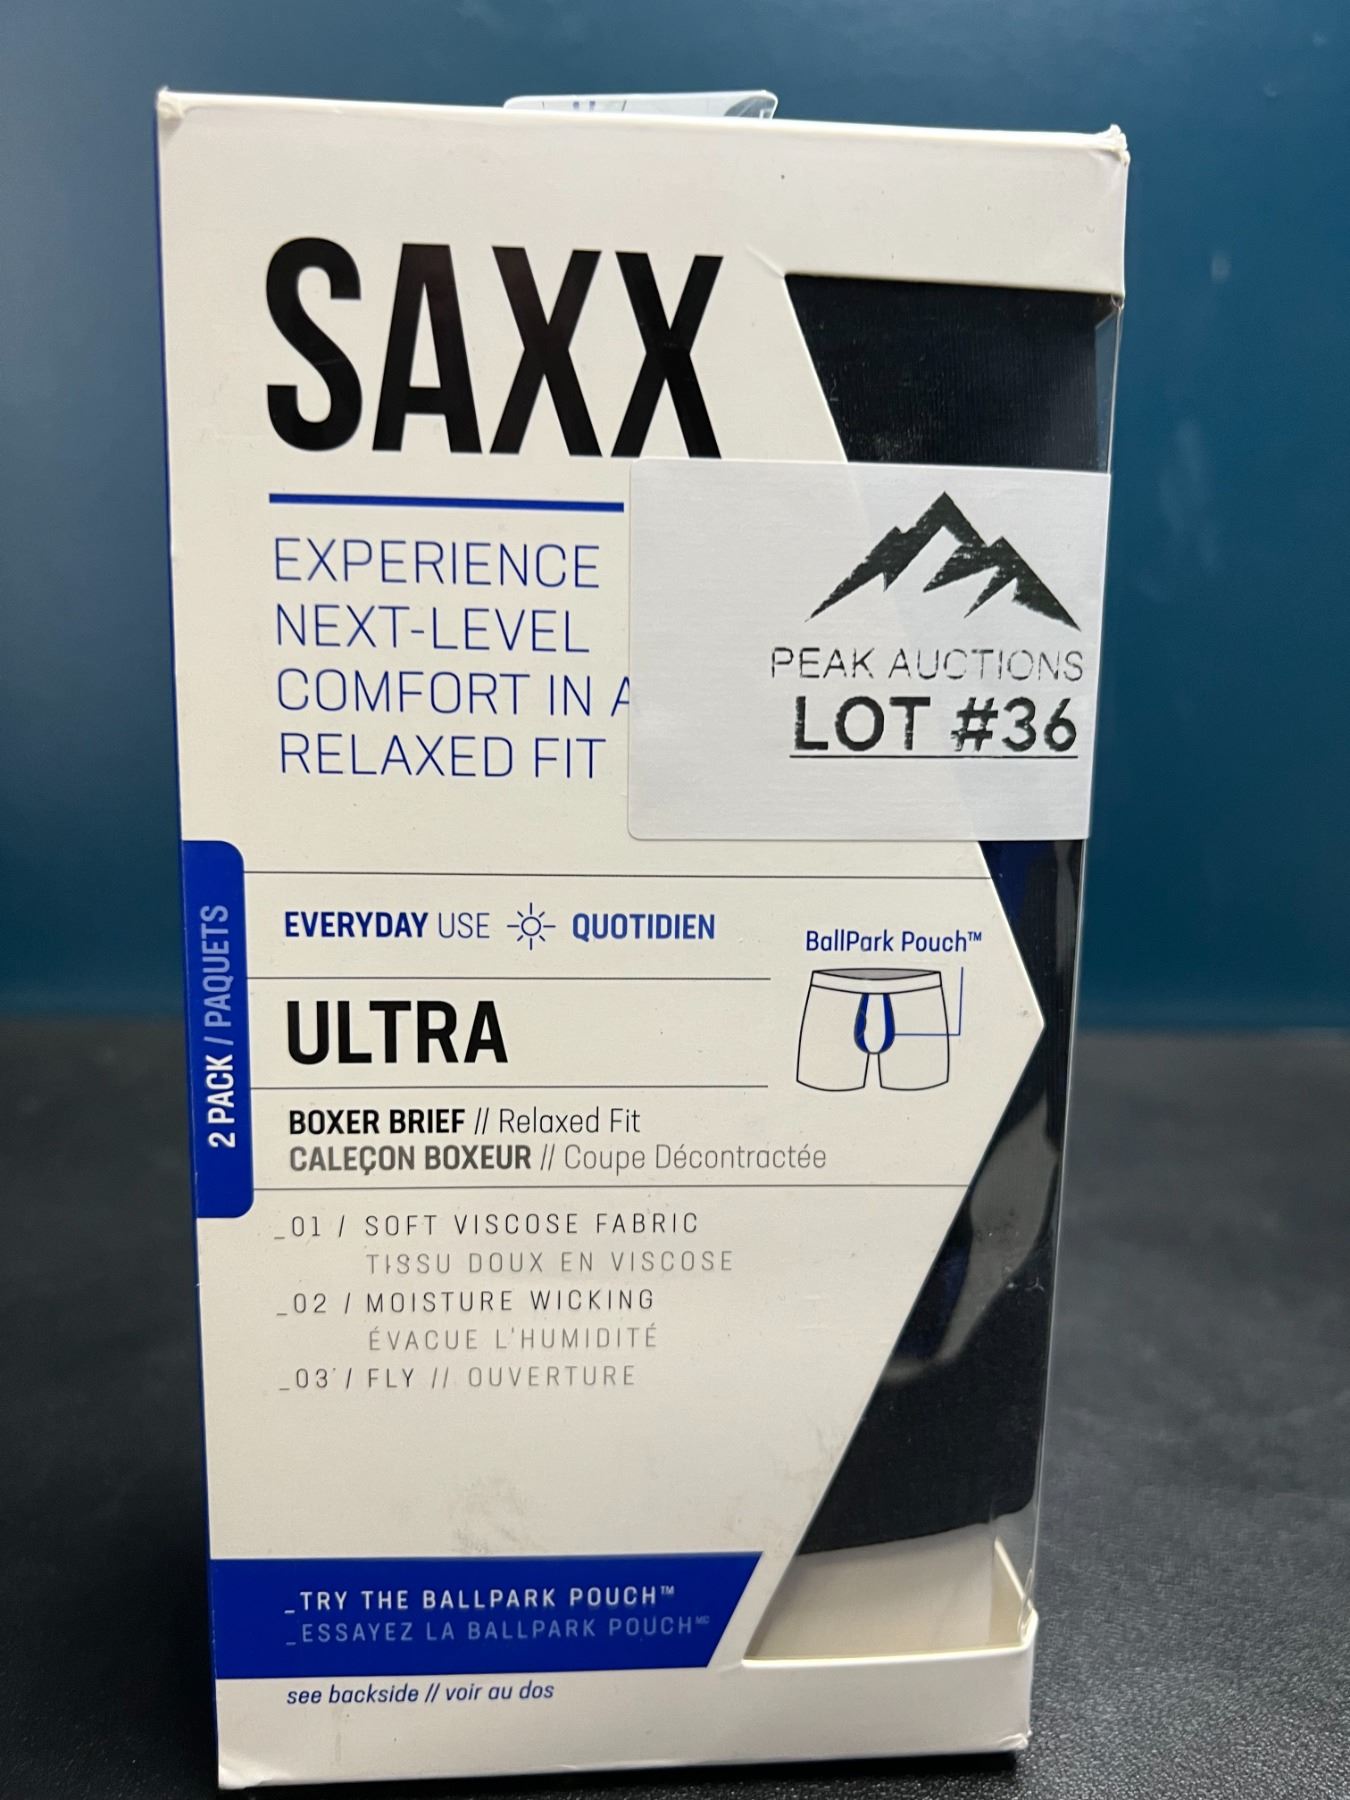 SAXX
EXPERIENCE
NEXT-LEVEL
COMFORT IN A
RELAXED FIT
PEAK AUCTIONS
LOT #36
2 PACK / PAQUETS
EVERYDAY USE QUOTIDIEN
BallPark Pouch™
ULTRA
BOXER BRIEF // Relaxed Fit
CALEÇON BOXEUR // Coupe Décontractée
_01 / SOFT VISCOSE FABRIC
TISSU DOUX EN VISCOSE
_02 / MOISTURE WICKING
ÉVACUE L'HUMIDITÉ
_03 / FLY // OUVERTURE
_TRY THE BALLPARK POUCH™
_ESSAYEZ LA BALLPARK POUCHᴹᶜ
see backside // voir au dos